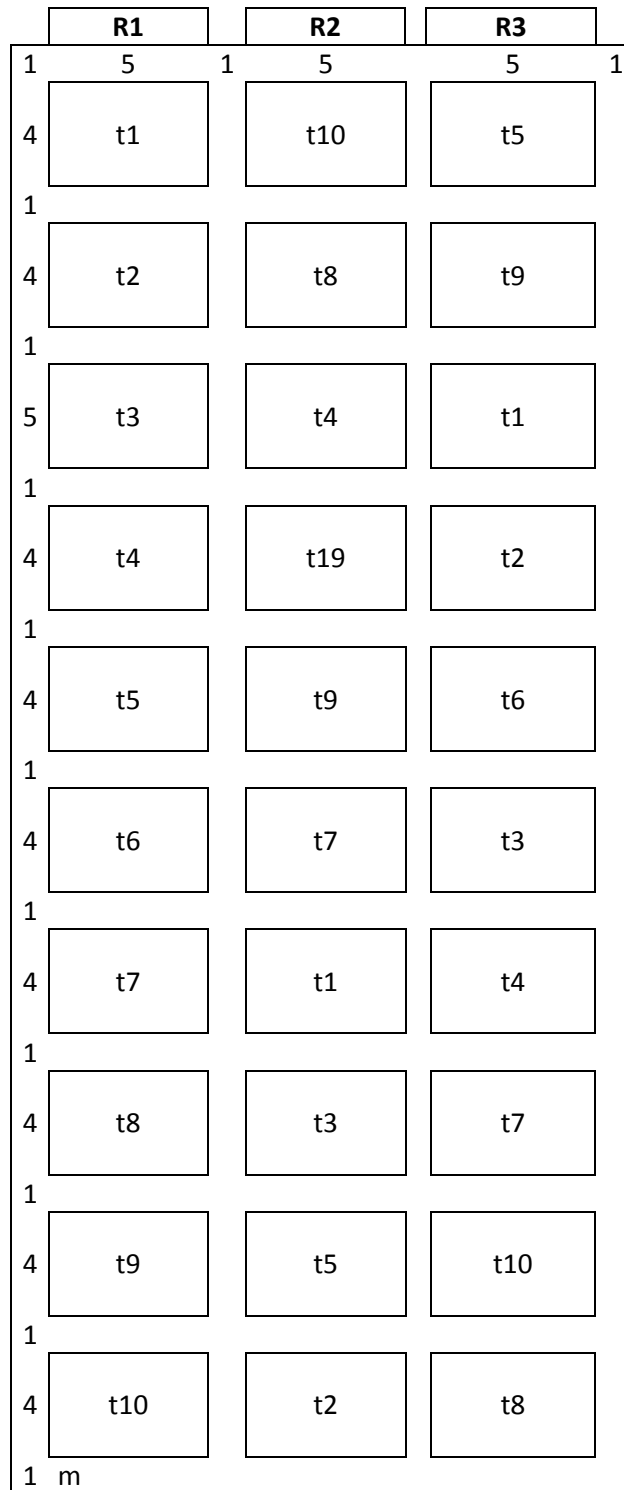 R1 R2 R3
1 5 1 5 5 1
4 t1 t10 t5
1
4 t2 t8 t9
1
5 t3 t4 t1
1
4 t4 t19 t2
1
4 t5 t9 t6
1
4 t6 t7 t3
1
4 t7 t1 t4
1
4 t8 t3 t7
1
4 t9 t5 t10
1
4 t10 t2 t8
1 m